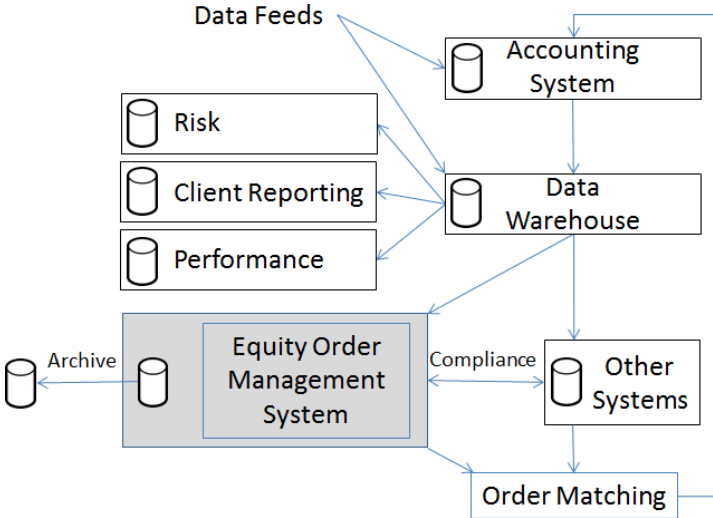 Data Feeds
Accounting
System
Risk
Client Reporting
Performance
Data
Warehouse
Archive
Equity Order
Management
System
Compliance
Other
Systems
Order Matching